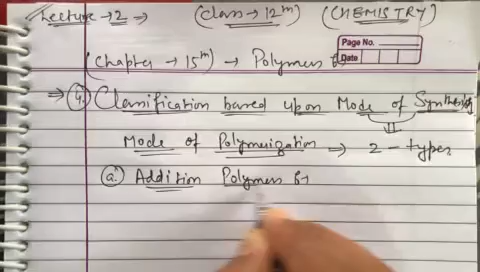 Lecture → 2 ⇒ (Class → 12th) (CHEMISTRY)
Page No.
Date
(Chapter → 15th) → Polymers :-
⇒ (4) Classification based upon Mode of Synthesis
Mode of Polymerization → 2 - types
(a) Addition Polymers :-